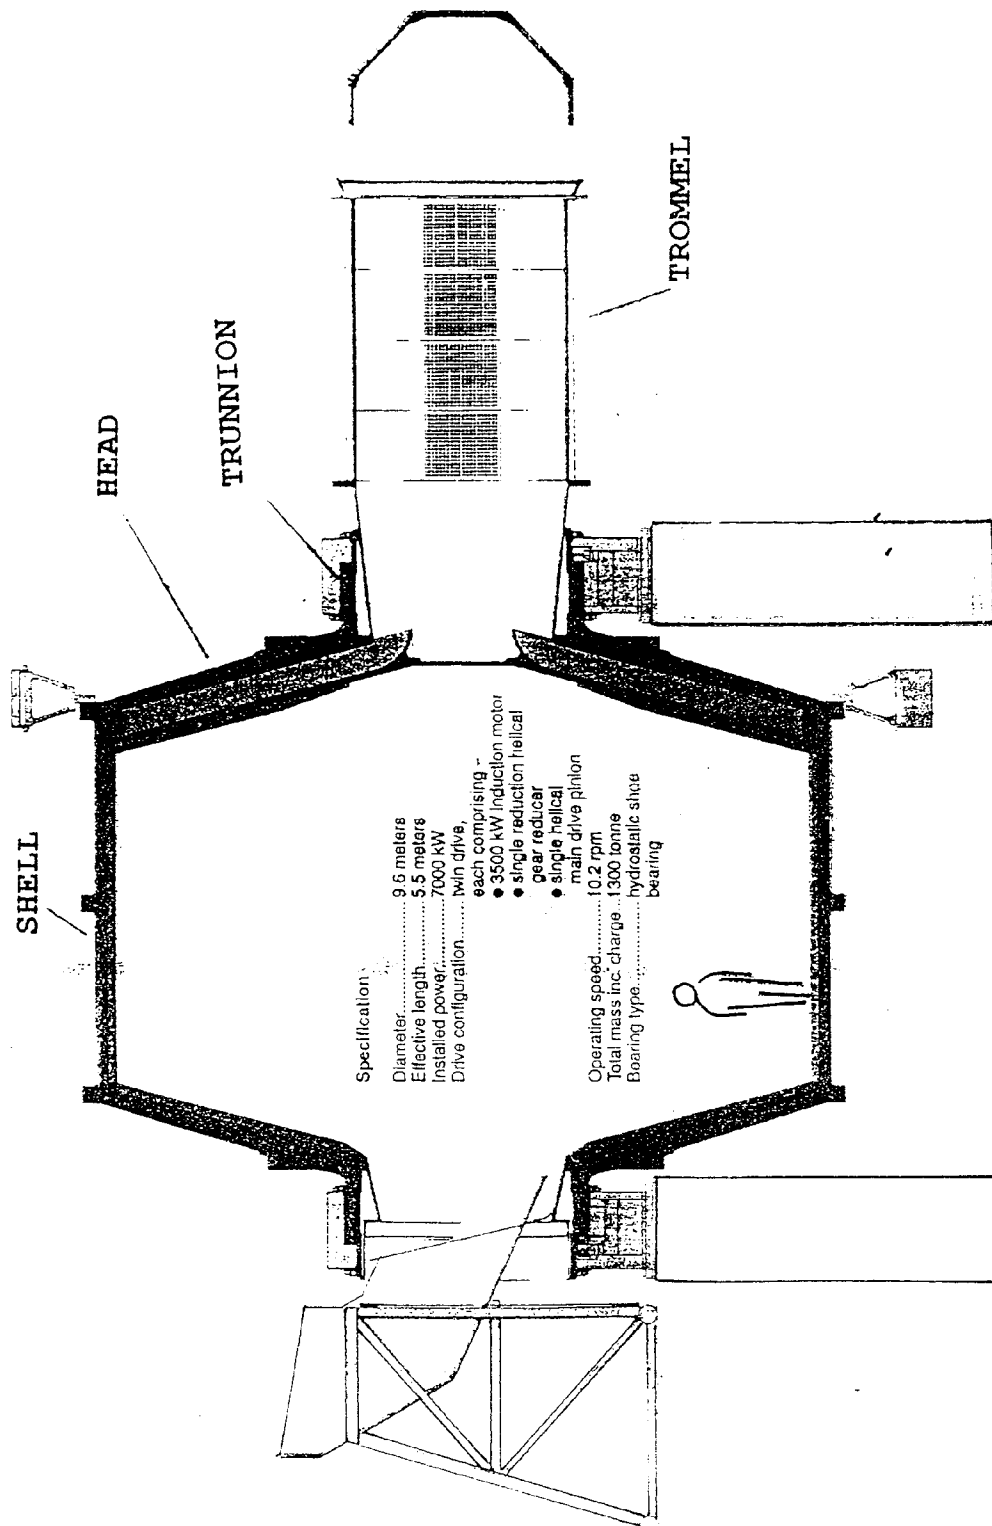 SHELL
HEAD
TRUNNION
TROMMEL
Specification
Diameter..............9.6 meters
Effective length......5.5 meters
Installed power.......7000 kW
Drive configuration...twin drive,
each comprising -
● 3500 kW induction motor
● single reduction helical
gear reducer
● single helical
main drive pinion
Operating speed.......10.2 rpm
Total mass inc. charge..1300 tonne
Bearing type..........hydrostatic shoe
bearing